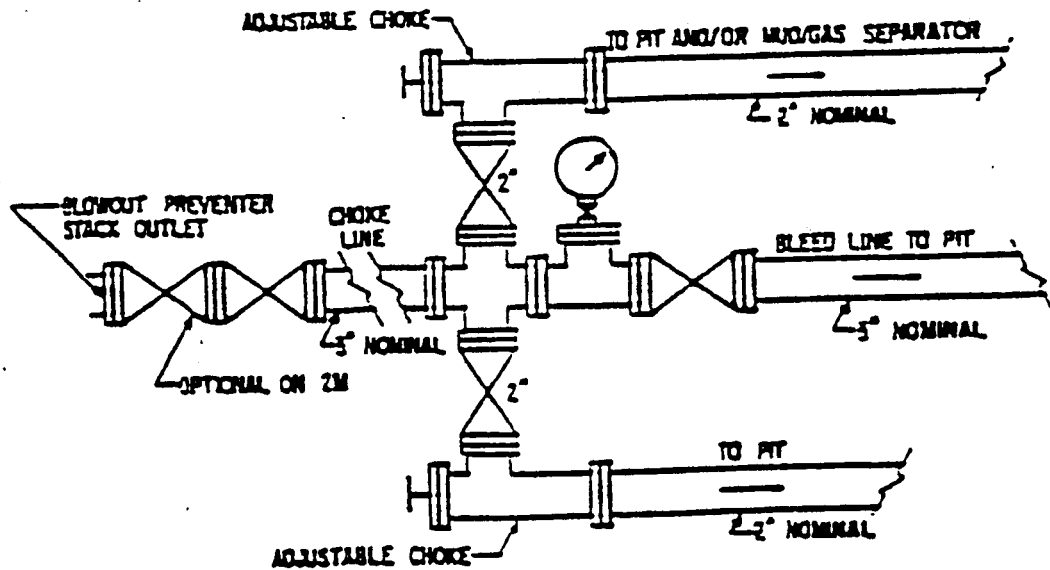 ADJUSTABLE CHOKE
TO PIT AND/OR MUD/GAS SEPARATOR
2" NOMINAL
2"
BLOWOUT PREVENTER
STACK OUTLET
CHOKE
LINE
BLEED LINE TO PIT
3" NOMINAL
3" NOMINAL
OPTIONAL ON 2M
2"
TO PIT
2" NOMINAL
ADJUSTABLE CHOKE